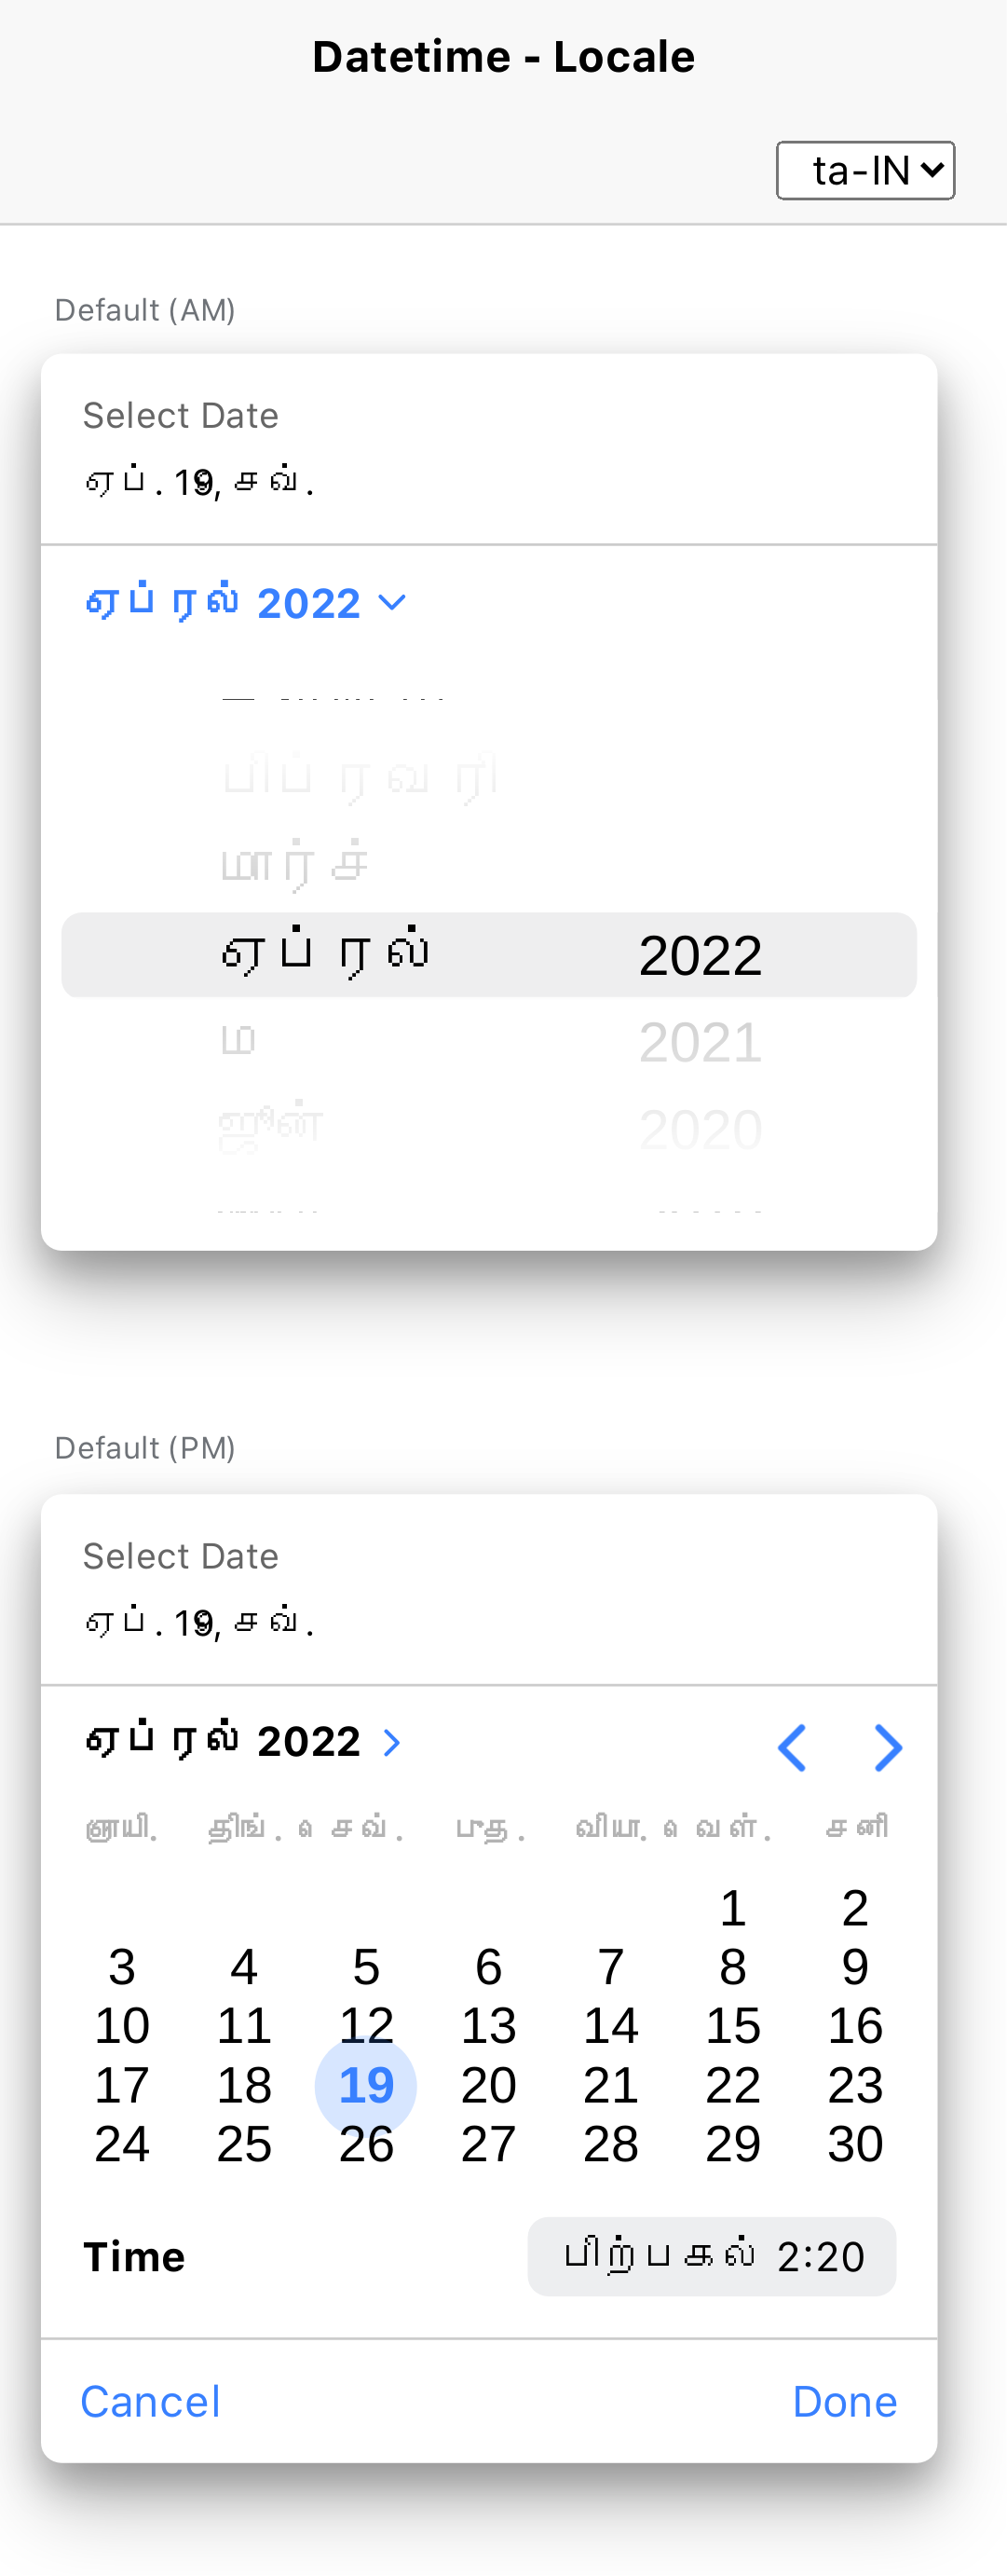 Datetime - Locale
ta-IN
Default (AM)
Select Date
ஏப். 19, செவ்.
ஏப்ரல் 2022
பிப்ரவரி
மார்ச்
ஏப்ரல் 2022
மே 2021
ஜூன் 2020
Default (PM)
Select Date
ஏப். 19, செவ்.
ஏப்ரல் 2022
ஞாயி. திங். செவ். புத. வியா. வெள். சனி
1 2
3 4 5 6 7 8 9
10 11 12 13 14 15 16
17 18 19 20 21 22 23
24 25 26 27 28 29 30
Time பிற்பகல் 2:20
Cancel Done